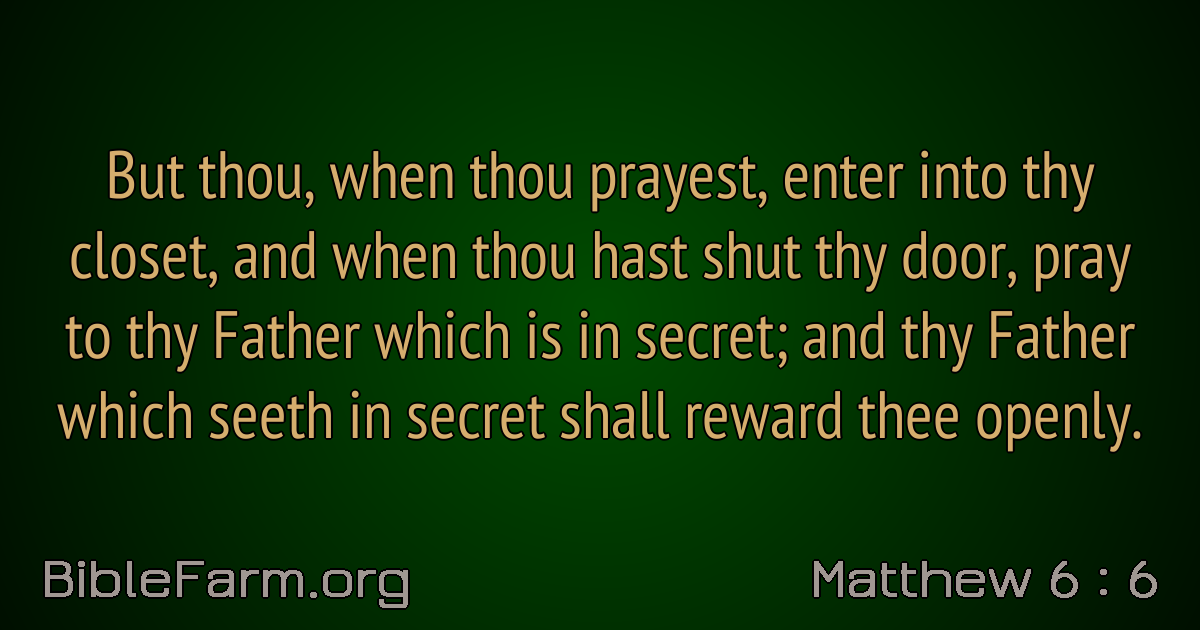 But thou, when thou prayest, enter into thy
closet, and when thou hast shut thy door, pray
to thy Father which is in secret; and thy Father
which seeth in secret shall reward thee openly.
BibleFarm.org
Matthew 6 : 6